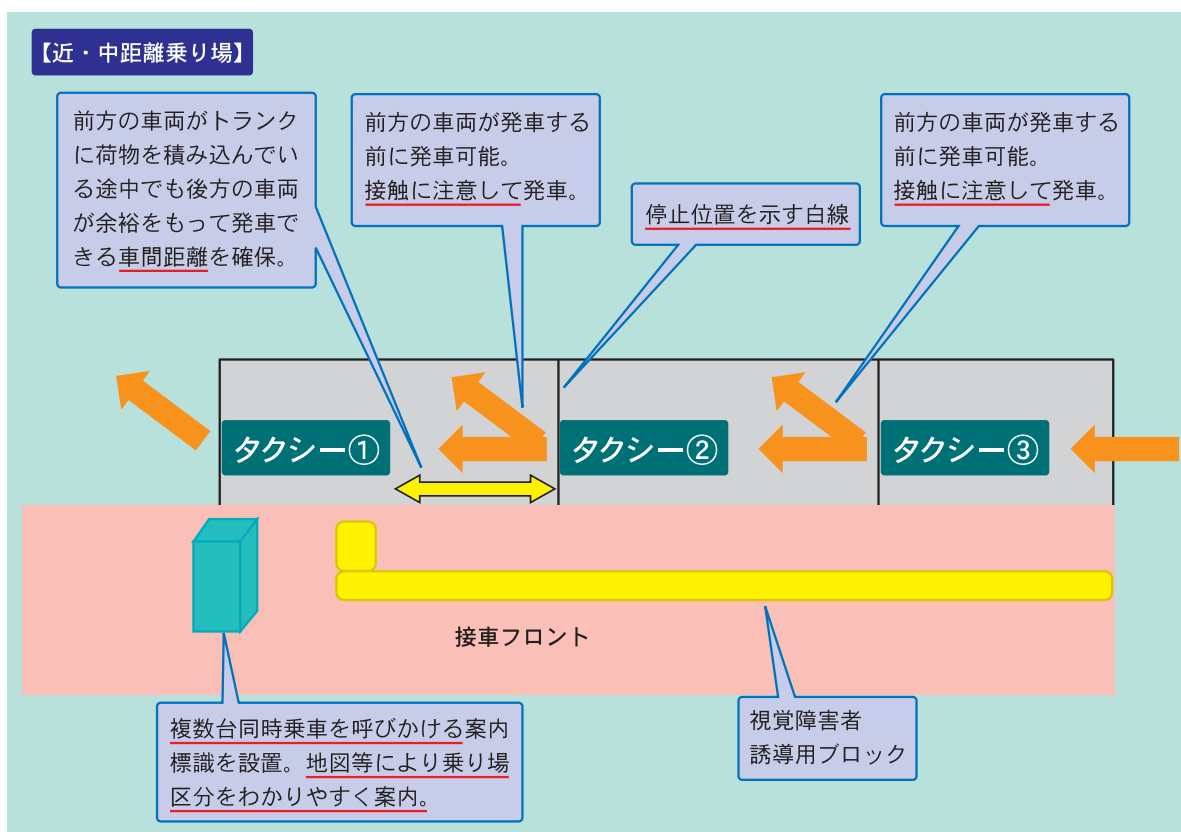 【近・中距離乗り場】
前方の車両がトランク
に荷物を積み込んでい
る途中でも後方の車両
が余裕をもって発車で
きる車間距離を確保。
前方の車両が発車する
前に発車可能。
接触に注意して発車。
停止位置を示す白線
前方の車両が発車する
前に発車可能。
接触に注意して発車。
タクシー①
タクシー②
タクシー③
接車フロント
複数台同時乗車を呼びかける案内
標識を設置。地図等により乗り場
区分をわかりやすく案内。
視覚障害者
誘導用ブロック